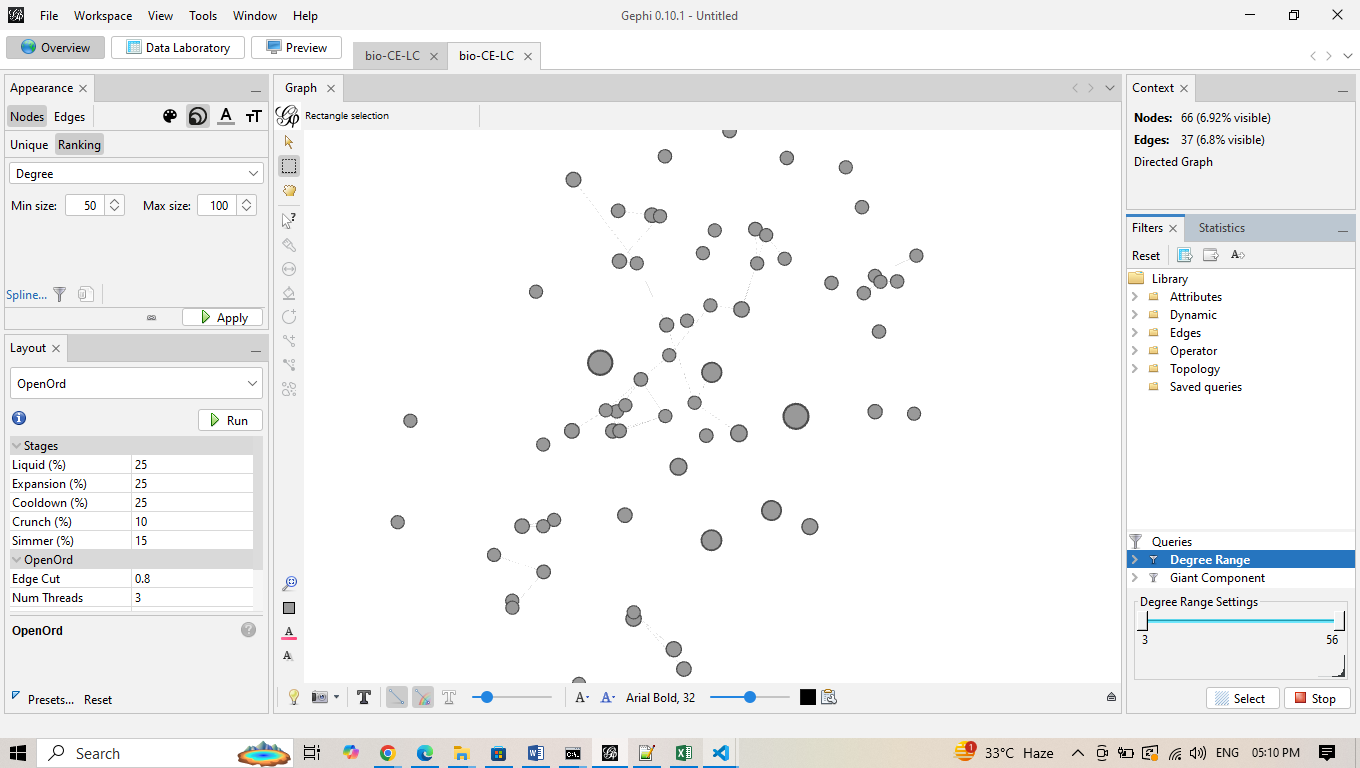 File Workspace View Tools Window Help
Gephi 0.10.1 - Untitled
Overview Data Laboratory Preview
bio-CE-LC bio-CE-LC
Appearance
Nodes Edges
Unique Ranking
Degree
Min size: 50 Max size: 100
Spline...
Apply
Layout
OpenOrd
Run
Stages
Liquid (%) 25
Expansion (%) 25
Cooldown (%) 25
Crunch (%) 10
Simmer (%) 15
OpenOrd
Edge Cut 0.8
Num Threads 3
OpenOrd
Presets... Reset
Graph
Rectangle selection
Arial Bold, 32
Context
Nodes: 66 (6.92% visible)
Edges: 37 (6.8% visible)
Directed Graph
Filters Statistics
Reset
Library
Attributes
Dynamic
Edges
Operator
Topology
Saved queries
Queries
Degree Range
Giant Component
Degree Range Settings
3 56
Select Stop
Search
1
33°C Haze
ENG 05:10 PM